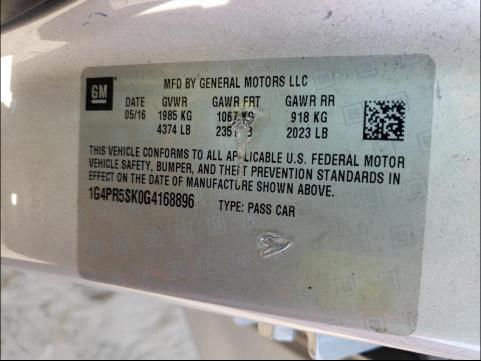 GM
MFD BY GENERAL MOTORS LLC
DATE GVWR GAWR FRT GAWR RR
05/16 1985 KG 1067 KG 918 KG
4374 LB 2023 LB
THIS VEHICLE CONFORMS TO ALL APPLICABLE U.S. FEDERAL MOTOR
VEHICLE SAFETY, BUMPER, AND THEFT PREVENTION STANDARDS IN
EFFECT ON THE DATE OF MANUFACTURE SHOWN ABOVE.
1G4PR5SK0G4168896 TYPE: PASS CAR